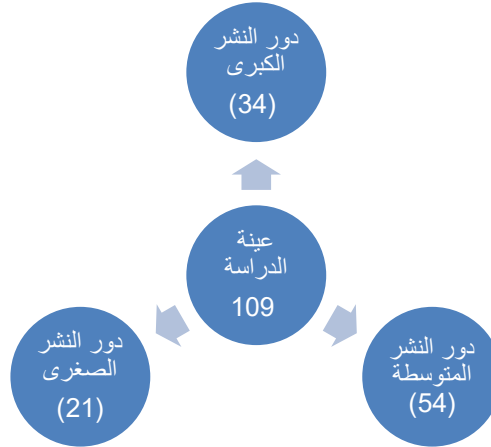 دور النشر
الكبرى
(34)
عينة
الدراسة
109
دور النشر
المتوسطة
(54)
دور النشر
الصغرى
(21)